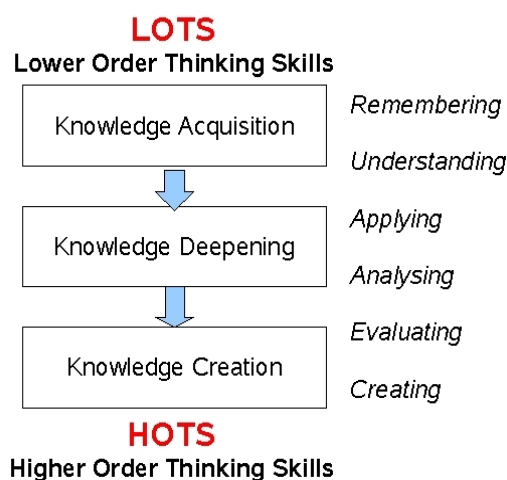 LOTS
Lower Order Thinking Skills
Knowledge Acquisition
Remembering
Understanding
Knowledge Deepening
Applying
Analysing
Knowledge Creation
Evaluating
Creating
HOTS
Higher Order Thinking Skills